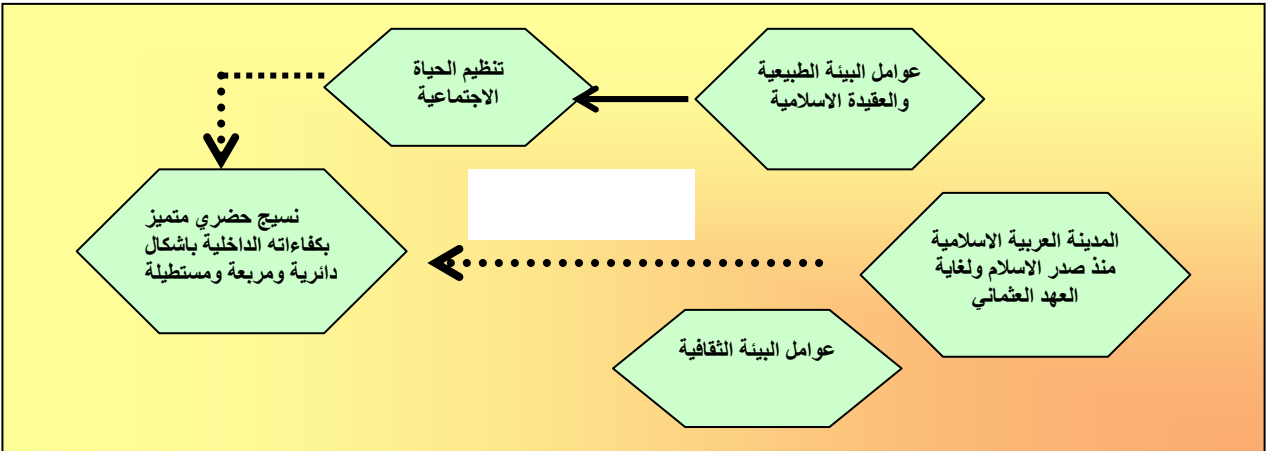 عوامل البيئة الطبيعية
والعقيدة الاسلامية
تنظيم الحياة
الاجتماعية
المدينة العربية الاسلامية
منذ صدر الاسلام ولغاية
العهد العثماني
نسيج حضري متميز
بكفاءاته الداخلية باشكال
دائرية ومربعة ومستطيلة
عوامل البيئة الثقافية